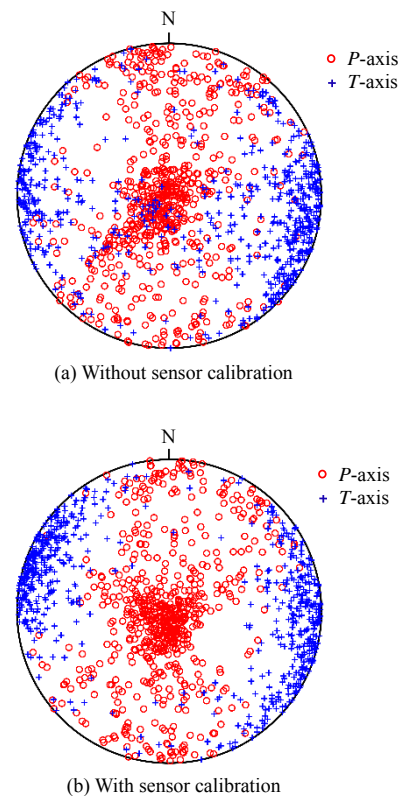 N
P-axis
T-axis
(a) Without sensor calibration
N
P-axis
T-axis
(b) With sensor calibration